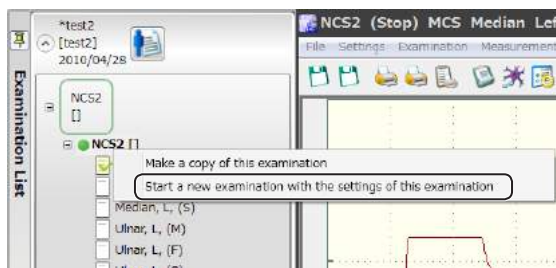 *test2
[test2]
2010/04/28
Examination List
NCS2
[]
NCS2 []
Make a copy of this examination
Start a new examination with the settings of this examination
Median, L, (S)
Ulnar, L, (M)
Ulnar, L, (F)
NCS2 (Stop) MCS Median Lef
File Settings Examination Measurement